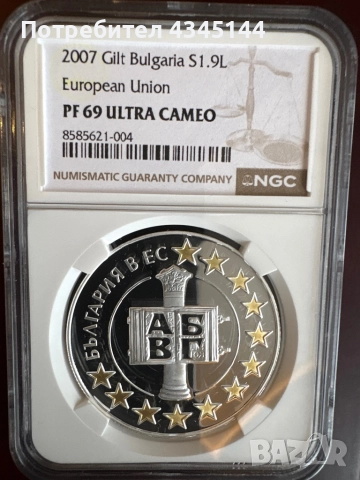 Потребител 4345144
2007 Gilt Bulgaria S1.9L
European Union
PF 69 ULTRA CAMEO
8585621-004
NUMISMATIC GUARANTY COMPANY NGC
БЪЛГАРИЯ В ЕС
АБ
ВГ
BAZAR